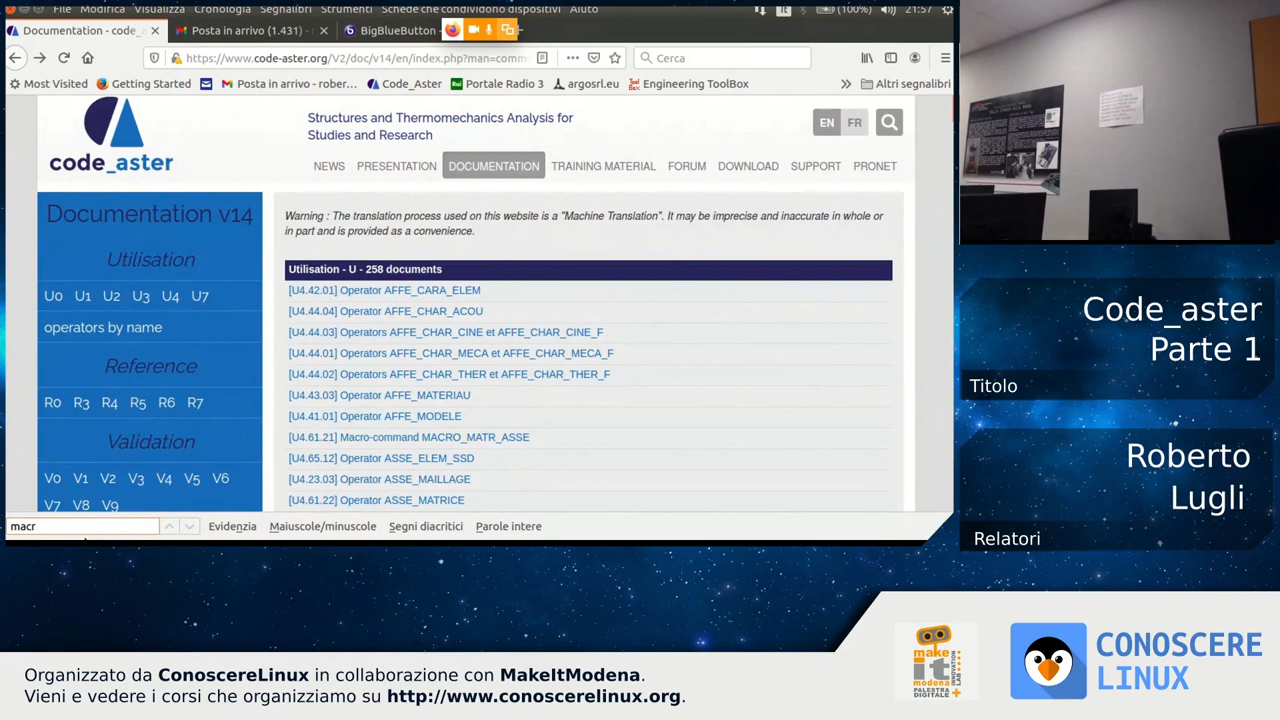 File Modifica Visualizza Cronologia Segnalibri Strumenti Schede che condividono dispositivi Aiuto
It (100%) 21:57
Documentation - code_a
Posta in arrivo (1.431) -
BigBlueButton -
https://www.code-aster.org/V2/doc/v14/en/index.php?man=comm
Cerca
Most Visited Getting Started Posta in arrivo - rober... Code_Aster Portale Radio 3 argosrl.eu Engineering ToolBox Altri segnalibri
code_aster
Structures and Thermomechanics Analysis for
Studies and Research
EN FR
NEWS PRESENTATION DOCUMENTATION TRAINING MATERIAL FORUM DOWNLOAD SUPPORT PRONET
Documentation v14
Utilisation
U0 U1 U2 U3 U4 U7
operators by name
Reference
R0 R3 R4 R5 R6 R7
Validation
V0 V1 V2 V3 V4 V5 V6
V7 V8 V9
Warning : The translation process used on this website is a "Machine Translation". It may be imprecise and inaccurate in whole or
in part and is provided as a convenience.
Utilisation - U - 258 documents
[U4.42.01] Operator AFFE_CARA_ELEM
[U4.44.04] Operator AFFE_CHAR_ACOU
[U4.44.03] Operators AFFE_CHAR_CINE et AFFE_CHAR_CINE_F
[U4.44.01] Operators AFFE_CHAR_MECA et AFFE_CHAR_MECA_F
[U4.44.02] Operators AFFE_CHAR_THER et AFFE_CHAR_THER_F
[U4.43.03] Operator AFFE_MATERIAU
[U4.41.01] Operator AFFE_MODELE
[U4.61.21] Macro-command MACRO_MATR_ASSE
[U4.65.12] Operator ASSE_ELEM_SSD
[U4.23.03] Operator ASSE_MAILLAGE
[U4.61.22] Operator ASSE_MATRICE
macr
Evidenzia Maiuscole/minuscole Segni diacritici Parole intere
Code_aster
Parte 1
Titolo
Roberto
Lugli
Relatori
Organizzato da ConoscereLinux in collaborazione con MakeItModena.
Vieni e vedere i corsi che organizziamo su http://www.conoscerelinux.org.
make
it
modena
PALESTRA
DIGITALE
INNOVATION
LAB
CONOSCERE
LINUX